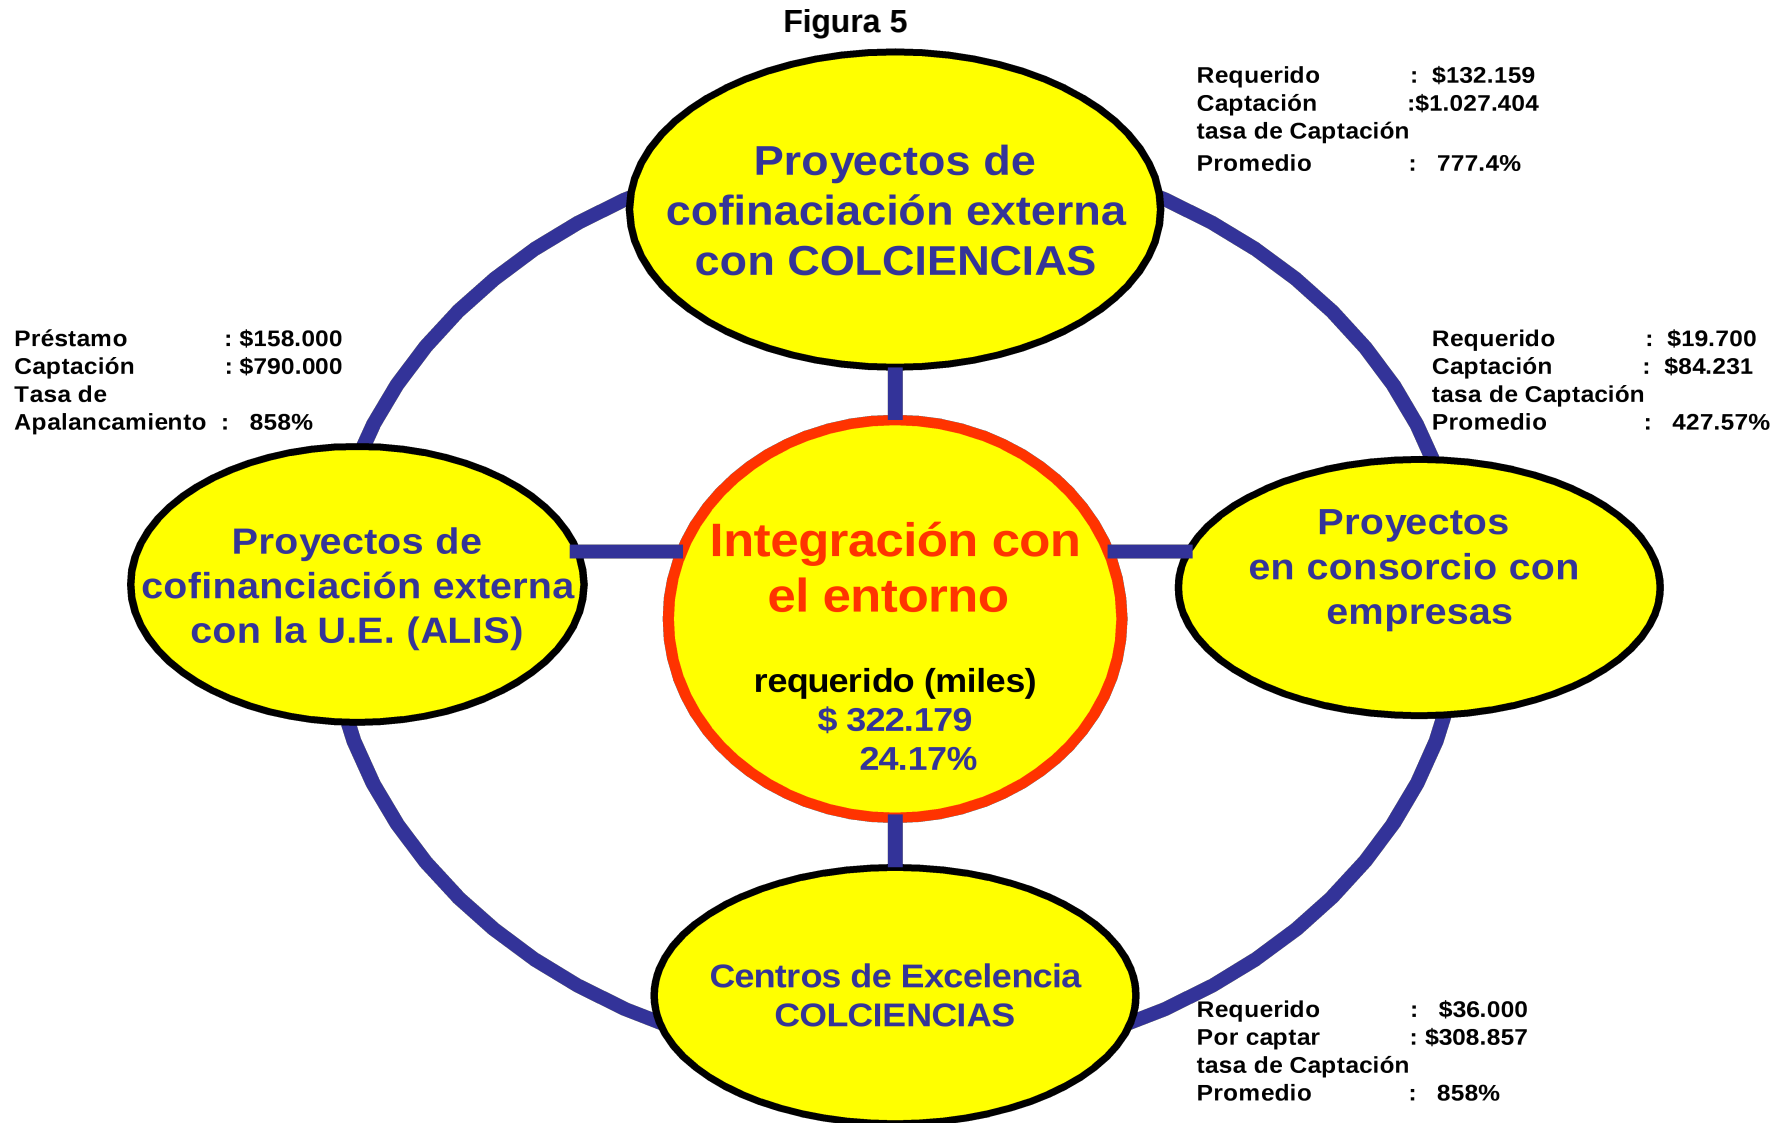 Figura 5
Requerido : $132.159
Captación :$1.027.404
tasa de Captación
Promedio : 777.4%
Proyectos de
cofinaciación externa
con COLCIENCIAS
Préstamo : $158.000
Captación : $790.000
Tasa de
Apalancamiento : 858%
Requerido : $19.700
Captación : $84.231
tasa de Captación
Promedio : 427.57%
Proyectos de
cofinanciación externa
con la U.E. (ALIS)
Integración con
el entorno
requerido (miles)
$ 322.179
24.17%
Proyectos
en consorcio con
empresas
Centros de Excelencia
COLCIENCIAS
Requerido : $36.000
Por captar : $308.857
tasa de Captación
Promedio : 858%